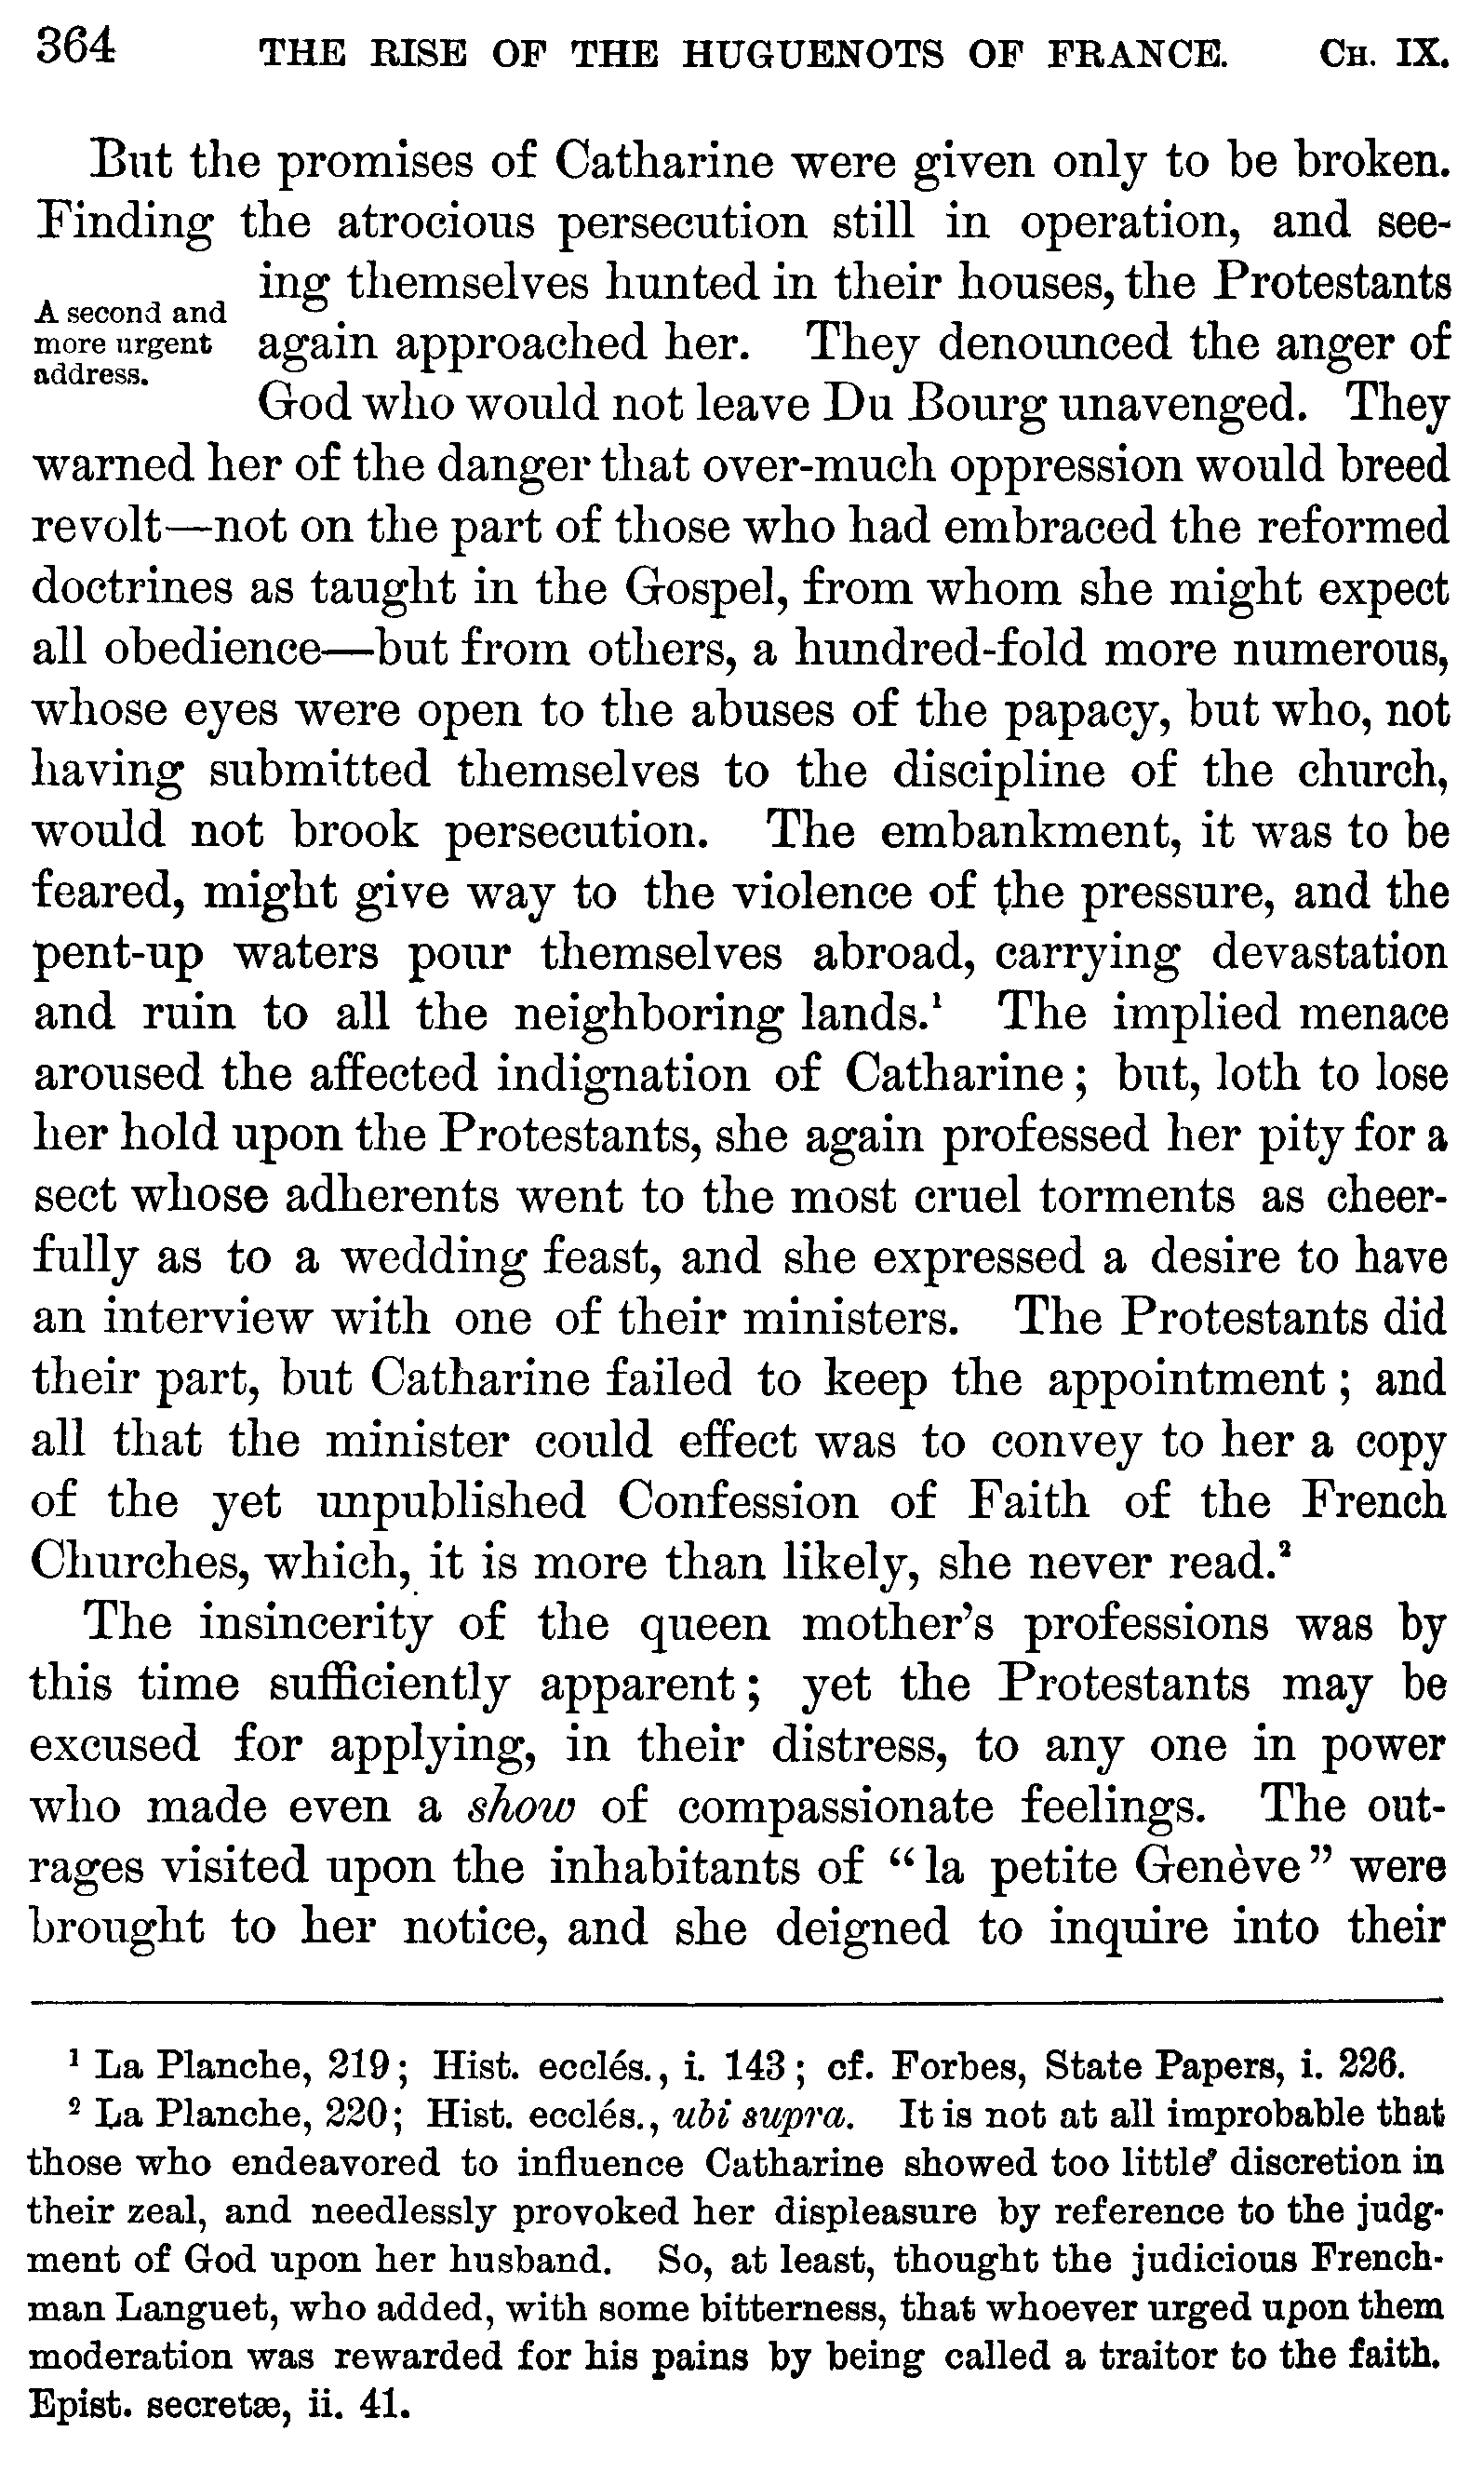 364 THE RISE OF THE HUGUENOTS OF FRANCE. CH. IX.
But the promises of Catharine were given only to be broken.
Finding the atrocious persecution still in operation, and see-
ing themselves hunted in their houses, the Protestants
A second and
more urgent
address.
again approached her. They denounced the anger of
God who would not leave Du Bourg unavenged. They
warned her of the danger that over-much oppression would breed
revolt—not on the part of those who had embraced the reformed
doctrines as taught in the Gospel, from whom she might expect
all obedience—but from others, a hundred-fold more numerous,
whose eyes were open to the abuses of the papacy, but who, not
having submitted themselves to the discipline of the church,
would not brook persecution. The embankment, it was to be
feared, might give way to the violence of the pressure, and the
pent-up waters pour themselves abroad, carrying devastation
and ruin to all the neighboring lands.¹ The implied menace
aroused the affected indignation of Catharine; but, loth to lose
her hold upon the Protestants, she again professed her pity for a
sect whose adherents went to the most cruel torments as cheer-
fully as to a wedding feast, and she expressed a desire to have
an interview with one of their ministers. The Protestants did
their part, but Catharine failed to keep the appointment; and
all that the minister could effect was to convey to her a copy
of the yet unpublished Confession of Faith of the French
Churches, which, it is more than likely, she never read.²
The insincerity of the queen mother's professions was by
this time sufficiently apparent; yet the Protestants may be
excused for applying, in their distress, to any one in power
who made even a show of compassionate feelings. The out-
rages visited upon the inhabitants of "la petite Genève" were
brought to her notice, and she deigned to inquire into their
¹ La Planche, 219; Hist. ecclés., i. 143; cf. Forbes, State Papers, i. 226.
² La Planche, 220; Hist. ecclés., ubi supra. It is not at all improbable that
those who endeavored to influence Catharine showed too little discretion in
their zeal, and needlessly provoked her displeasure by reference to the judg-
ment of God upon her husband. So, at least, thought the judicious French-
man Languet, who added, with some bitterness, that whoever urged upon them
moderation was rewarded for his pains by being called a traitor to the faith.
Epist. secretæ, ii. 41.